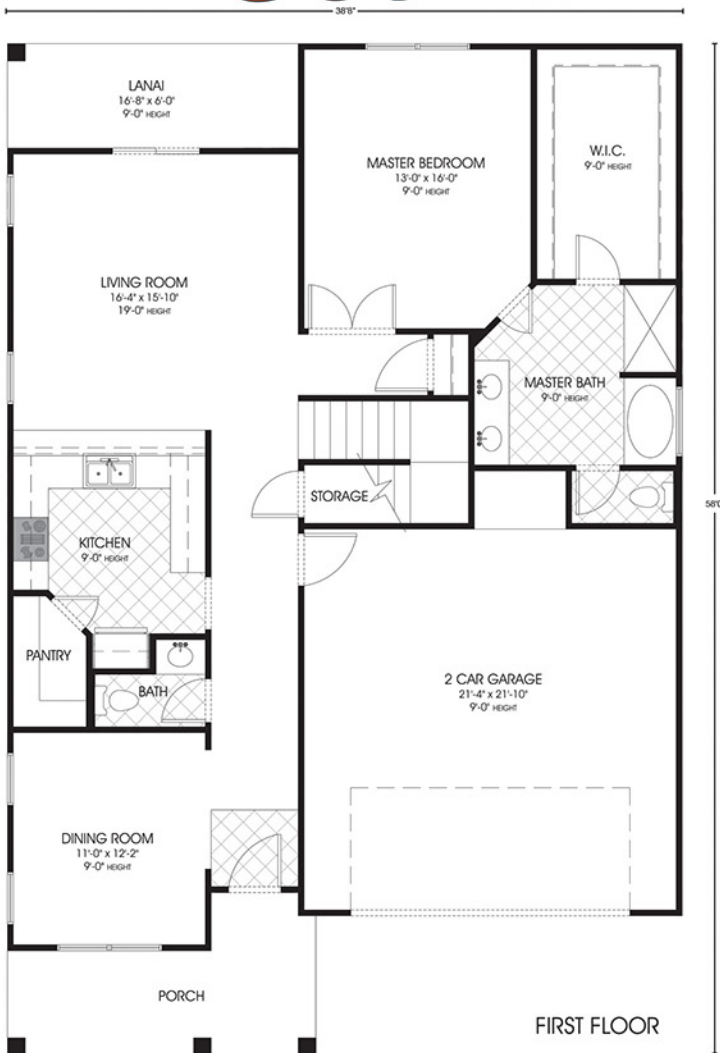 38'8"
LANAI
16'-8" x 6'-0"
9'-0" HEIGHT
MASTER BEDROOM
13'-0" x 16'-0"
9'-0" HEIGHT
W.I.C.
9'-0" HEIGHT
LIVING ROOM
16'-4" x 15'-10"
19'-0" HEIGHT
MASTER BATH
9'-0" HEIGHT
STORAGE
58'0
KITCHEN
9'-0" HEIGHT
PANTRY
BATH
2 CAR GARAGE
21'-4" x 21'-10"
9'-0" HEIGHT
DINING ROOM
11'-0" x 12'-2"
9'-0" HEIGHT
PORCH
FIRST FLOOR